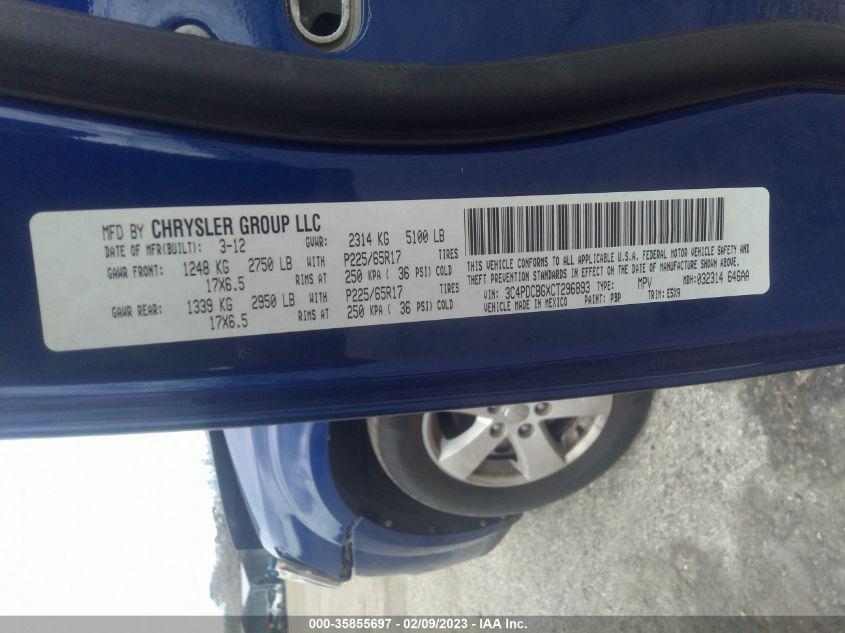 MFD BY CHRYSLER GROUP LLC
DATE OF MFR(BUILT): 3-12 GVWR: 2314 KG 5100 LB
GAWR FRONT: 1248 KG 2750 LB WITH P225/65R17 TIRES
17X6.5 RIMS AT 250 KPA ( 36 PSI) COLD
GAWR REAR: 1339 KG 2950 LB WITH P225/65R17 TIRES
17X6.5 RIMS AT 250 KPA ( 36 PSI) COLD
THIS VEHICLE CONFORMS TO ALL APPLICABLE U.S.A. FEDERAL MOTOR VEHICLE SAFETY AND
THEFT PREVENTION STANDARDS IN EFFECT ON THE DATE OF MANUFACTURE SHOWN ABOVE.
VIN: 3C4PDCBGXCT296893 TYPE: MPV MDH:032314 646AA
VEHICLE MADE IN MEXICO PAINT: PBP TRIM: E5X9
000-35855697 - 02/09/2023 - IAA Inc.